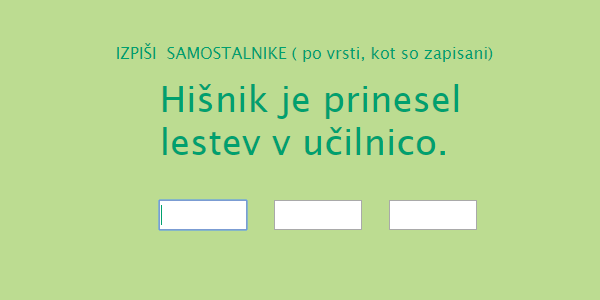 IZPIŠI SAMOSTALNIKE ( po vrsti, kot so zapisani)
Hišnik je prinesel
lestev v učilnico.